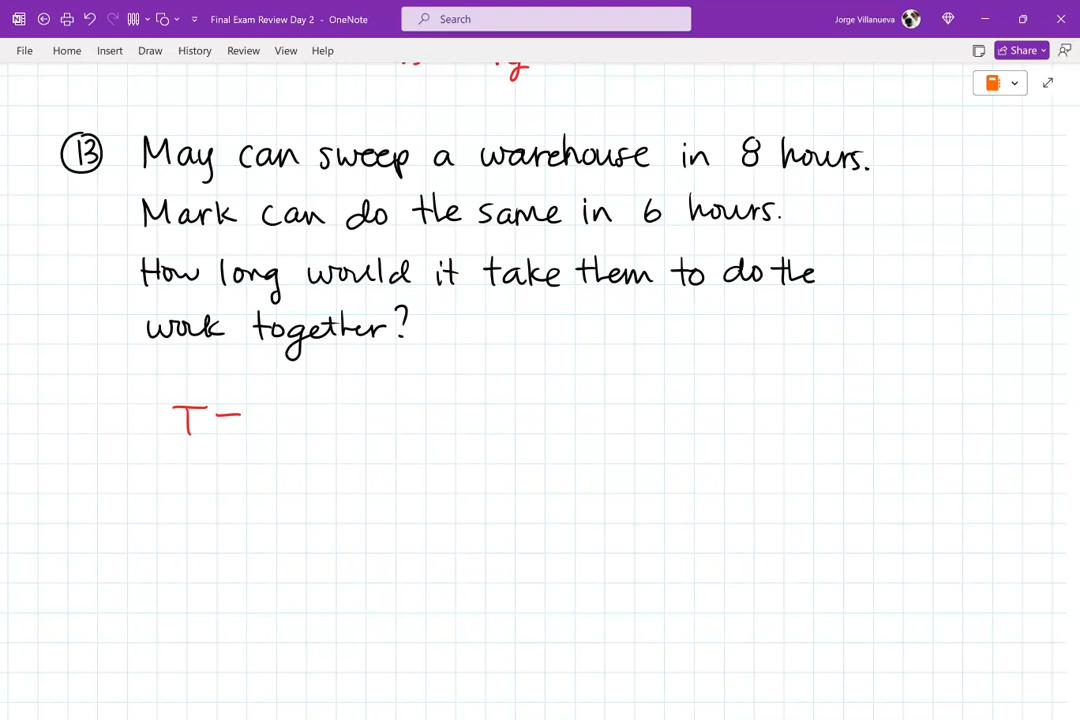 Final Exam Review Day 2 - OneNote
Search
Jorge Villanueva
File Home Insert Draw History Review View Help
Share
13 May can sweep a warehouse in 8 hours.
Mark can do the same in 6 hours.
How long would it take them to do the
work together?
T -